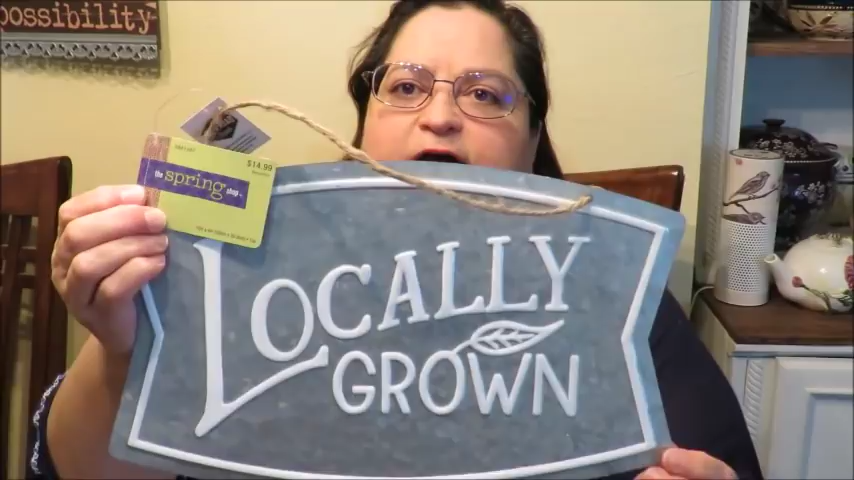 possibility
$14.99
the spring shop
LOCALLY
GROWN